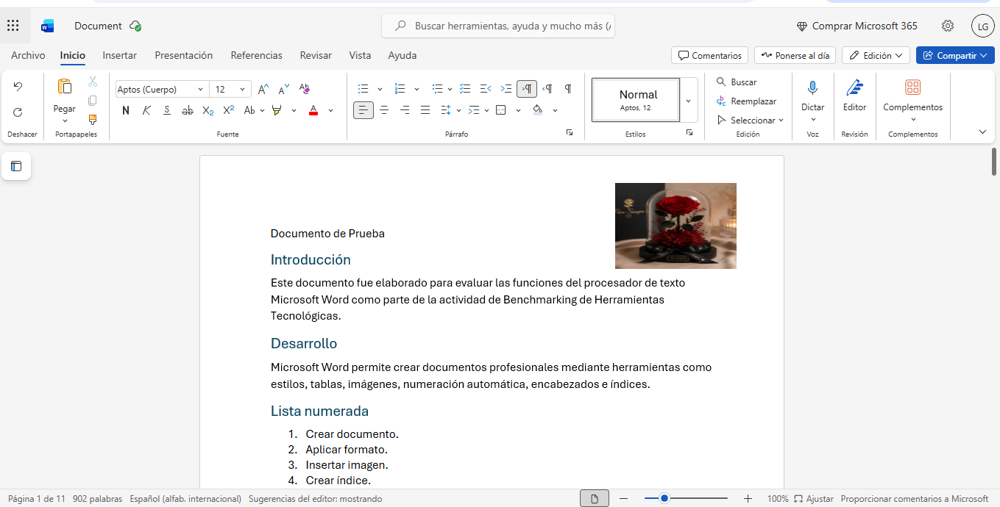 Document
Buscar herramientas, ayuda y mucho más (
Comprar Microsoft 365
LG
Archivo Inicio Insertar Presentación Referencias Revisar Vista Ayuda
Comentarios Ponerse al día Edición Compartir
Aptos (Cuerpo) 12
Pegar
N K S ab X₂ X² Ab A
Deshacer Portapapeles Fuente Párrafo
Normal
Aptos, 12
Estilos
Buscar
Reemplazar
Seleccionar
Edición
Dictar
Voz
Editor
Revisión
Complementos
Complementos
Documento de Prueba
Introducción
Este documento fue elaborado para evaluar las funciones del procesador de texto
Microsoft Word como parte de la actividad de Benchmarking de Herramientas
Tecnológicas.
Desarrollo
Microsoft Word permite crear documentos profesionales mediante herramientas como
estilos, tablas, imágenes, numeración automática, encabezados e índices.
Lista numerada
1. Crear documento.
2. Aplicar formato.
3. Insertar imagen.
4. Crear índice.
Página 1 de 11 902 palabras Español (alfab. internacional) Sugerencias del editor: mostrando
100% Ajustar Proporcionar comentarios a Microsoft